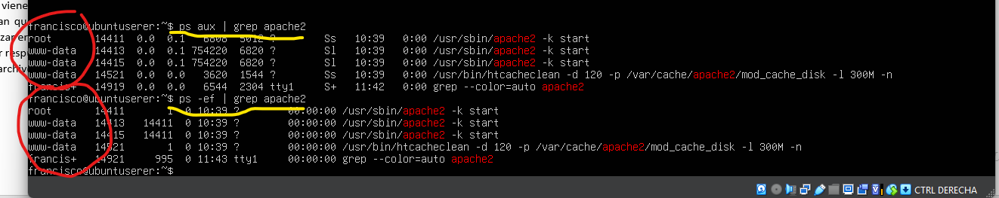 viene
an qu
francisco@ubuntuserer:~$ ps aux | grep apache2
zar er
root 14411 0.0 0.1 6808 5012 ? Ss 10:39 0:00 /usr/sbin/apache2 -k start
www-data 14413 0.0 0.1 754220 6820 ? Sl 10:39 0:00 /usr/sbin/apache2 -k start
r resp
www-data 14415 0.0 0.1 754220 6820 ? Sl 10:39 0:00 /usr/sbin/apache2 -k start
archiv
www-data 14521 0.0 0.0 3620 1544 ? Ss 10:39 0:00 /usr/bin/htcacheclean -d 120 -p /var/cache/apache2/mod_cache_disk -l 300M -n
francis+ 14919 0.0 0.0 6544 2304 tty1 S+ 11:42 0:00 grep --color=auto apache2
francisco@ubuntuserer:~$ ps -ef | grep apache2
root 14411 1 0 10:39 ? 00:00:00 /usr/sbin/apache2 -k start
www-data 14413 14411 0 10:39 ? 00:00:00 /usr/sbin/apache2 -k start
www-data 14415 14411 0 10:39 ? 00:00:00 /usr/sbin/apache2 -k start
www-data 14521 1 0 10:39 ? 00:00:00 /usr/bin/htcacheclean -d 120 -p /var/cache/apache2/mod_cache_disk -l 300M -n
francis+ 14921 995 0 11:43 tty1 00:00:00 grep --color=auto apache2
francisco@ubuntuserer:~$
CTRL DERECHA